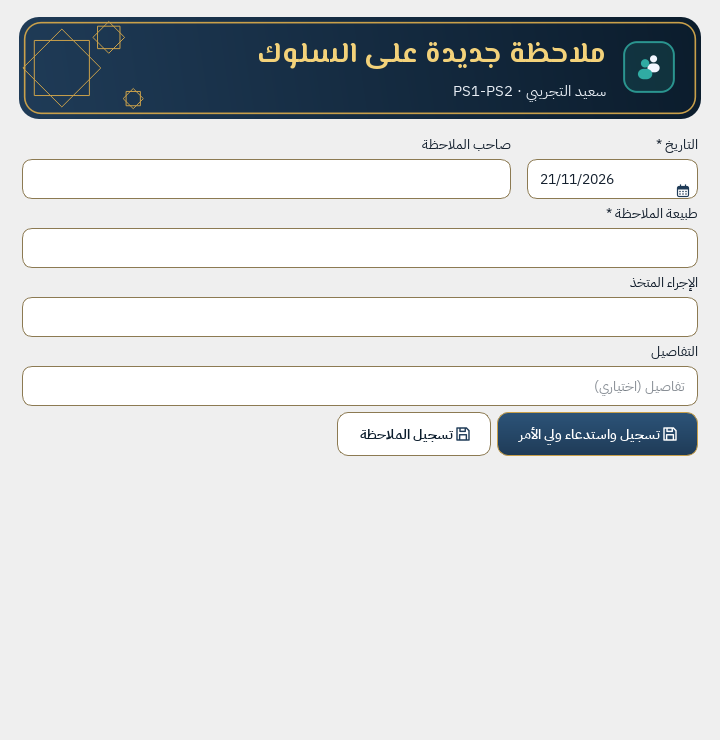 ملاحظة جديدة على السلوك
سعيد التجريبي · PS1-PS2
التاريخ *
صاحب الملاحظة
21/11/2026
طبيعة الملاحظة *
الإجراء المتخذ
التفاصيل
تفاصيل (اختياري)
تسجيل واستدعاء ولي الأمر
تسجيل الملاحظة